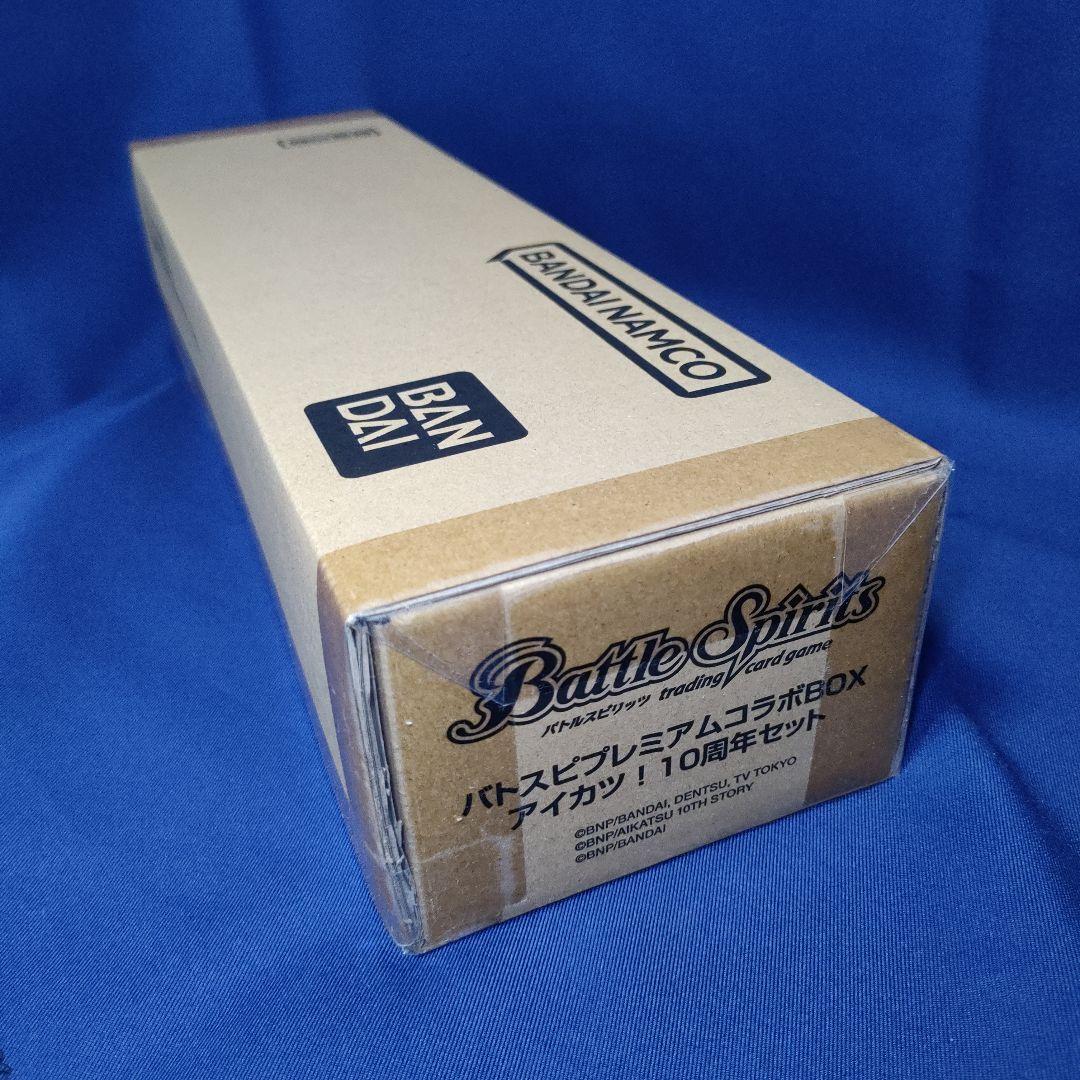 BANDAI NAMCO
BAN
DAI
Battle Spirits
バトルスピリッツ trading card game
バトスピプレミアムコラボBOX
アイカツ！10周年セット
©BNP/BANDAI, DENTSU, TV TOKYO
©BNP/AIKATSU 10TH STORY
©BNP/BANDAI